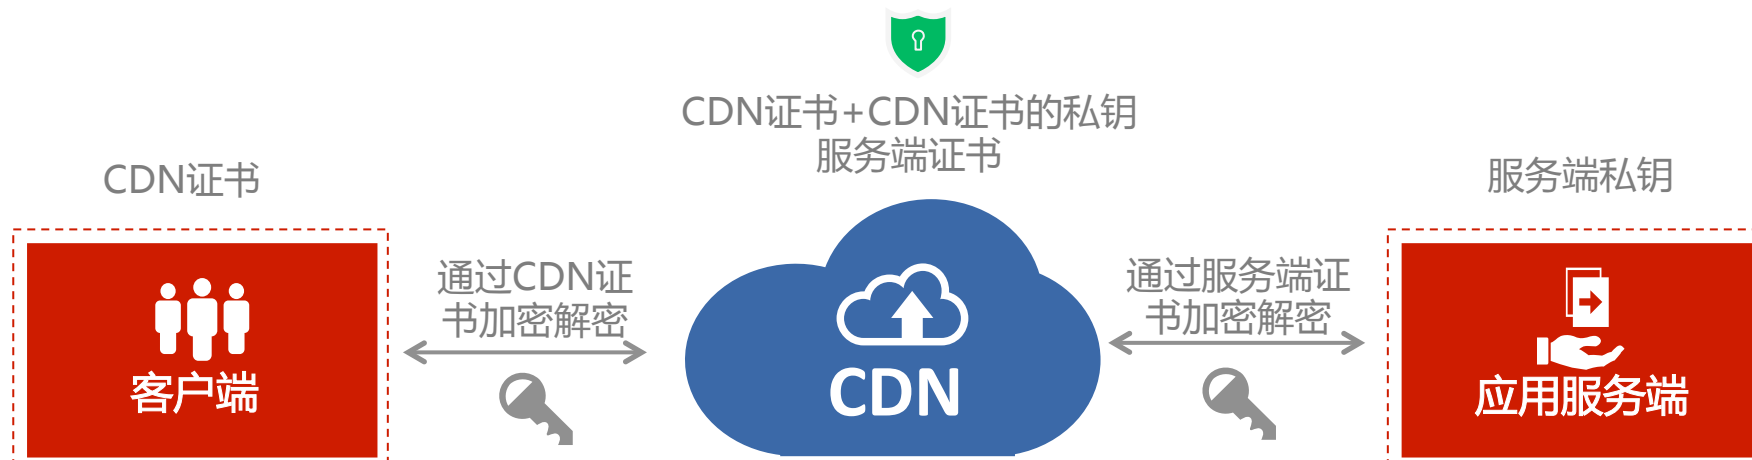 CDN证书+CDN证书的私钥
服务端证书
CDN证书
服务端私钥
通过CDN证
书加密解密
通过服务端证
书加密解密
客户端
CDN
应用服务端